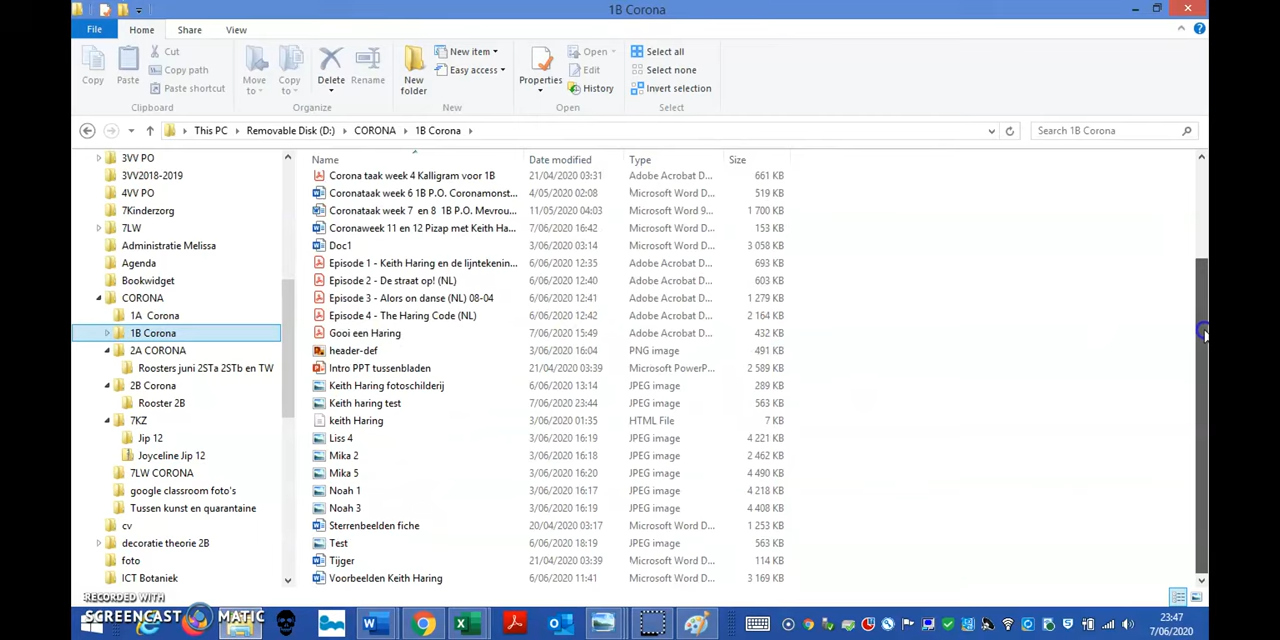 1B Corona
File Home Share View
Copy
Paste
Cut
Copy path
Paste shortcut
Clipboard
Move to
Copy to
Delete
Rename
Organize
New folder
New item
Easy access
New
Properties
Open
Edit
History
Open
Select all
Select none
Invert selection
Select
This PC Removable Disk (D:) CORONA 1B Corona
Search 1B Corona
3VV PO
3VV2018-2019
4VV PO
7Kinderzorg
7LW
Administratie Melissa
Agenda
Bookwidget
CORONA
1A Corona
1B Corona
2A CORONA
Roosters juni 2STa 2STb en TW
2B Corona
Rooster 2B
7KZ
Jip 12
Joyceline Jip 12
7LW CORONA
google classroom foto's
Tussen kunst en quarantaine
cv
decoratie theorie 2B
foto
ICT Botaniek
Name Date modified Type Size
Corona taak week 4 Kalligram voor 1B 21/04/2020 03:31 Adobe Acrobat D... 661 KB
Coronataak week 6 1B P.O. Coronamonst... 4/05/2020 02:08 Microsoft Word D... 519 KB
Coronataak week 7 en 8 1B P.O. Mevrou... 11/05/2020 04:03 Microsoft Word 9... 1 700 KB
Coronaweek 11 en 12 Pizap met Keith Ha... 7/06/2020 16:42 Microsoft Word D... 153 KB
Doc1 3/06/2020 03:14 Microsoft Word D... 3 058 KB
Episode 1 - Keith Haring en de lijntekenin... 6/06/2020 12:35 Adobe Acrobat D... 693 KB
Episode 2 - De straat op! (NL) 6/06/2020 12:40 Adobe Acrobat D... 603 KB
Episode 3 - Alors on danse (NL) 08-04 6/06/2020 12:41 Adobe Acrobat D... 1 279 KB
Episode 4 - The Haring Code (NL) 6/06/2020 12:42 Adobe Acrobat D... 2 164 KB
Gooi een Haring 7/06/2020 15:49 Adobe Acrobat D... 432 KB
header-def 3/06/2020 16:04 PNG image 491 KB
Intro PPT tussenbladen 21/04/2020 03:39 Microsoft PowerP... 2 589 KB
Keith Haring fotoschilderij 6/06/2020 13:14 JPEG image 289 KB
Keith haring test 7/06/2020 23:44 JPEG image 563 KB
keith Haring 3/06/2020 01:35 HTML File 7 KB
Liss 4 3/06/2020 16:19 JPEG image 4 221 KB
Mika 2 3/06/2020 16:18 JPEG image 2 462 KB
Mika 5 3/06/2020 16:20 JPEG image 4 490 KB
Noah 1 3/06/2020 16:17 JPEG image 4 218 KB
Noah 3 3/06/2020 16:19 JPEG image 4 408 KB
Sterrenbeelden fiche 20/04/2020 03:17 Microsoft Word D... 1 253 KB
Test 6/06/2020 18:19 JPEG image 563 KB
Tijger 21/04/2020 03:39 Microsoft Word D... 114 KB
Voorbeelden Keith Haring 6/06/2020 11:41 Microsoft Word D... 3 169 KB
RECORDED WITH
SCREENCAST MATIC
23:47
7/06/2020